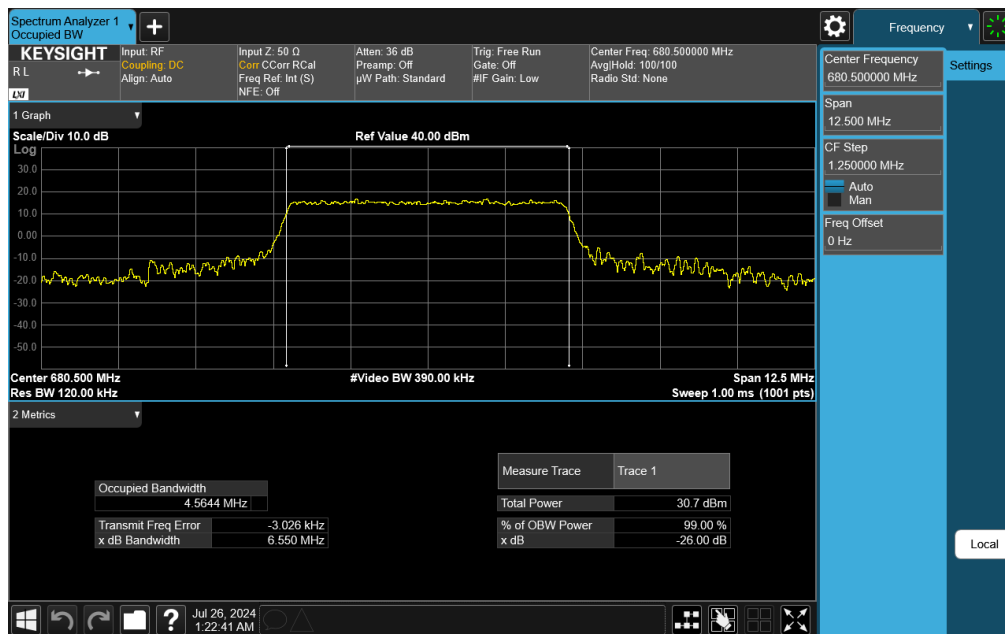 Spectrum Analyzer 1
Occupied BW
Frequency
KEYSIGHT
R L
LXI
Input: RF
Coupling: DC
Align: Auto
Input Z: 50 Ω
Corr CCorr RCal
Freq Ref: Int (S)
NFE: Off
Atten: 36 dB
Preamp: Off
µW Path: Standard
Trig: Free Run
Gate: Off
#IF Gain: Low
Center Freq: 680.500000 MHz
Avg|Hold: 100/100
Radio Std: None
Center Frequency
680.500000 MHz
Settings
Span
12.500 MHz
CF Step
1.250000 MHz
Auto
Man
Freq Offset
0 Hz
Local
1 Graph
Scale/Div 10.0 dB
Ref Value 40.00 dBm
Log
30.0
20.0
10.0
0.00
-10.0
-20.0
-30.0
-40.0
-50.0
Center 680.500 MHz
#Video BW 390.00 kHz
Span 12.5 MHz
Res BW 120.00 kHz
Sweep 1.00 ms (1001 pts)
2 Metrics
Measure Trace Trace 1
Occupied Bandwidth
4.5644 MHz
Total Power 30.7 dBm
Transmit Freq Error -3.026 kHz
% of OBW Power 99.00 %
x dB Bandwidth 6.550 MHz
x dB -26.00 dB
?
Jul 26, 2024
1:22:41 AM